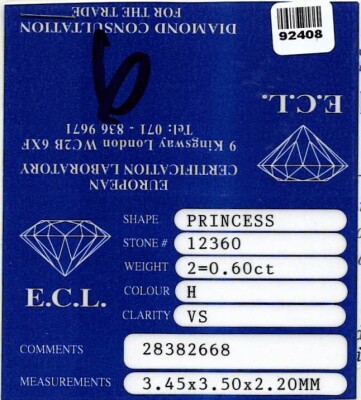 92408
DIAMOND CONSULTATION
FOR THE TRADE
E.C.L.
EUROPEAN
CERTIFICATION LABORATORY
9 Kingsway London WC2B 6XF
Tel: 071 - 836 9671
E.C.L.
SHAPE PRINCESS
STONE # 12360
WEIGHT 2=0.60ct
COLOUR H
CLARITY VS
COMMENTS 28382668
MEASUREMENTS 3.45x3.50x2.20MM